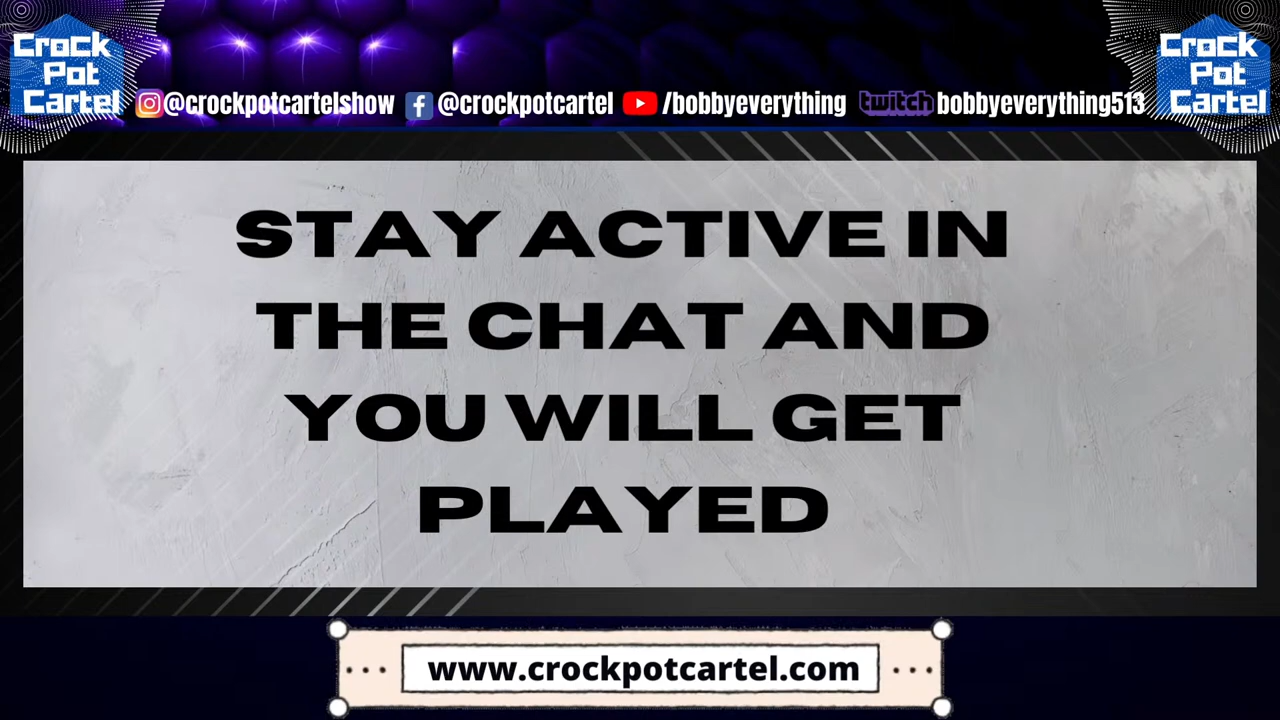 Crock
Pot
Cartel
@crockpotcartelshow @crockpotcartel /bobbyeverything twitch bobbyeverything513
Crock
Pot
Cartel
STAY ACTIVE IN
THE CHAT AND
YOU WILL GET
PLAYED
www.crockpotcartel.com